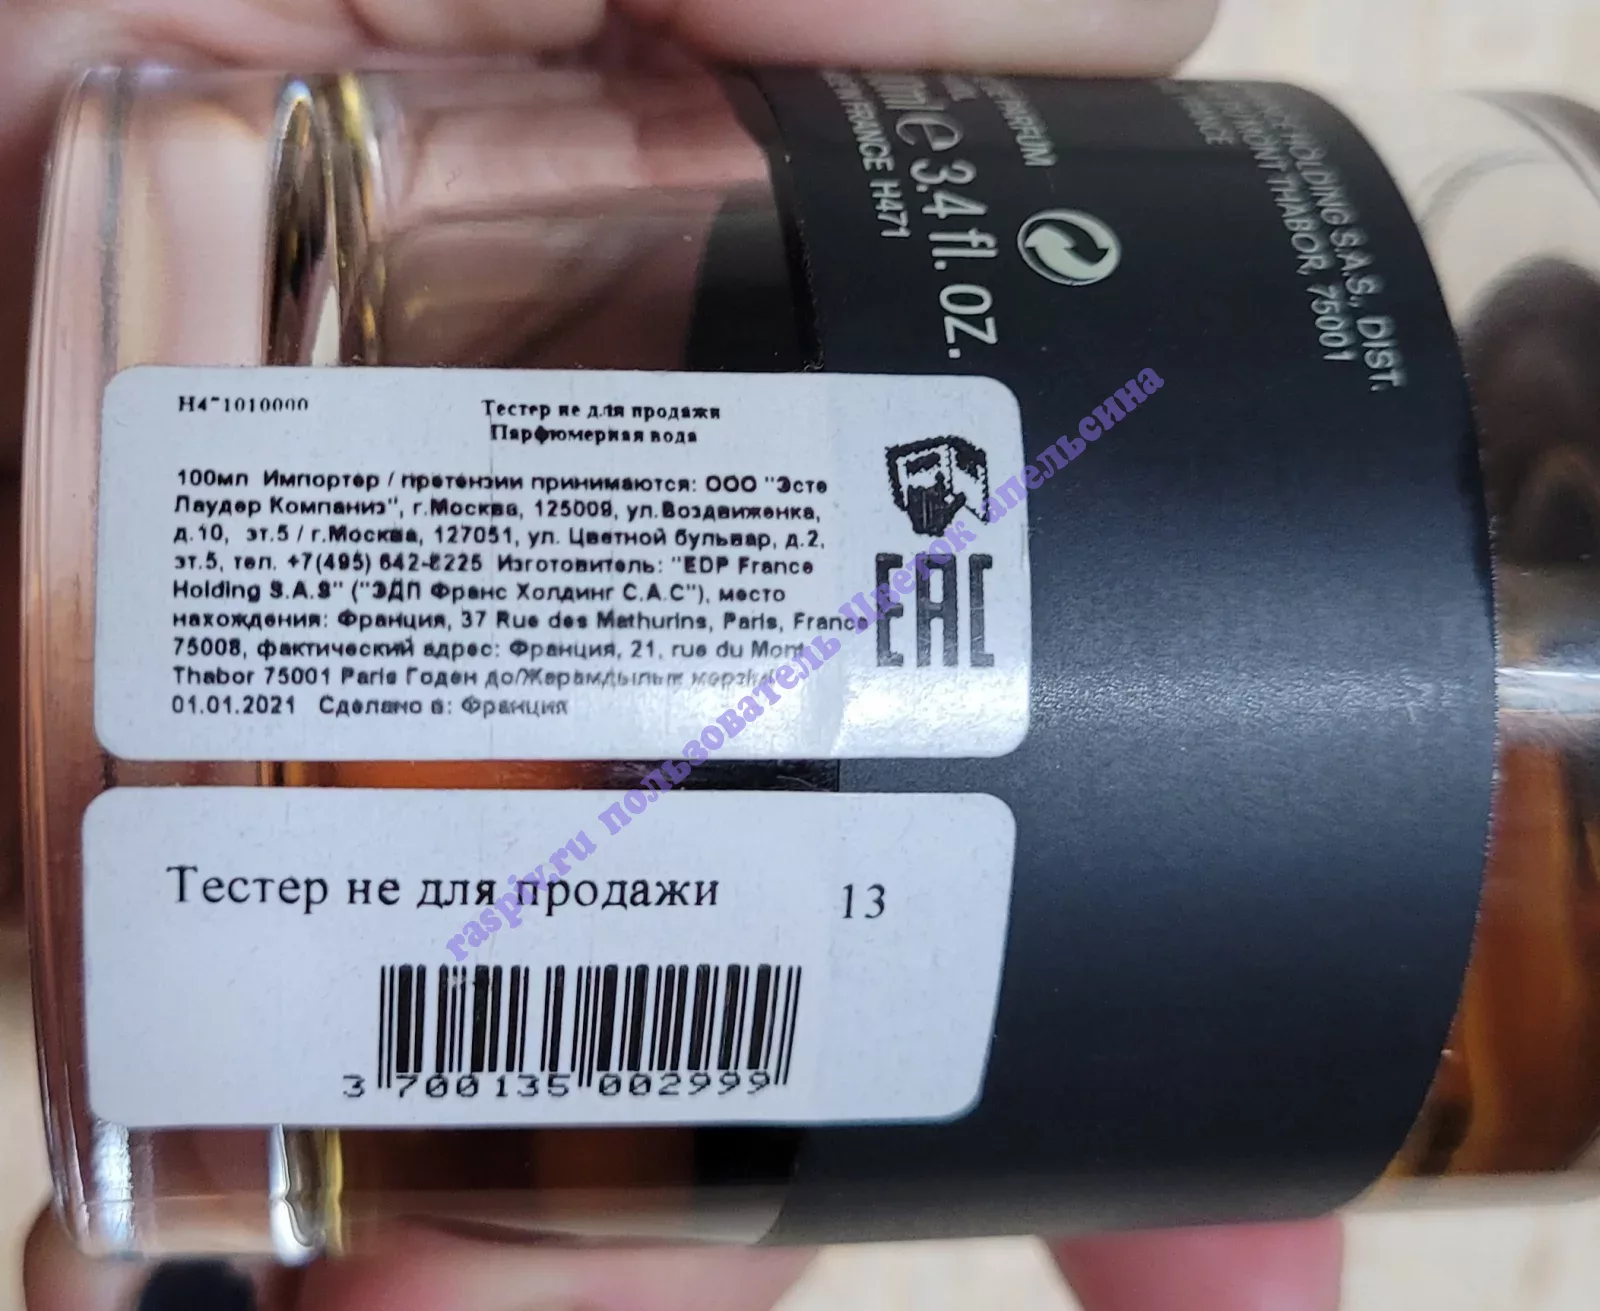 PARFUM
3.4 fl. OZ.
FRANCE H471
HOLDING S.A.S., DIST.
MONT THABOR, 75001
Тестер не для продажи
Парфюмерная вода
100мл Импортер / претензии принимаются: ООО "Эсте
Лаудер Компаниз", г.Москва, 125009, ул.Воздвиженка,
д.10, эт.5 / г.Москва, 127051, ул. Цветной бульвар, д.2,
эт.5, тел. +7(495) 642-8225 Изготовитель: "EDP France
Holding S.A.S" ("ЭДП Франс Холдинг С.А.С"), место
нахождения: Франция, 37 Rue des Mathurins, Paris, France
75008, фактический адрес: Франция, 21, rue du Mont
Thabor 75001 Paris Годен до/Жарамдылық мерзімі
01.01.2021 Сделано в: Франция
EAC
Тестер не для продажи 13
3 700135 002999
raspiv.ru пользователь Цветок апельсина